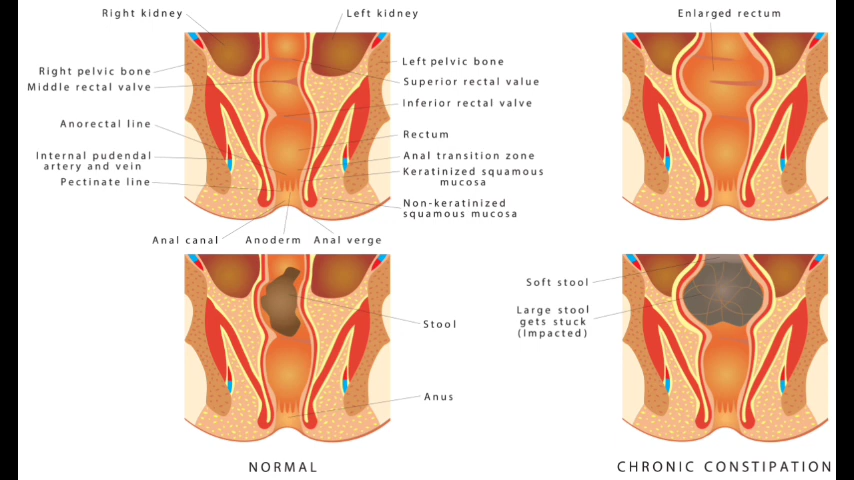 Right kidney
Left kidney
Enlarged rectum
Right pelvic bone
Left pelvic bone
Middle rectal valve
Superior rectal value
Inferior rectal valve
Anorectal line
Rectum
Internal pudendal
artery and vein
Anal transition zone
Pectinate line
Keratinized squamous
mucosa
Non-keratinized
squamous mucosa
Anal canal
Anoderm
Anal verge
Stool
Anus
NORMAL
Soft stool
Large stool
gets stuck
(Impacted)
CHRONIC CONSTIPATION